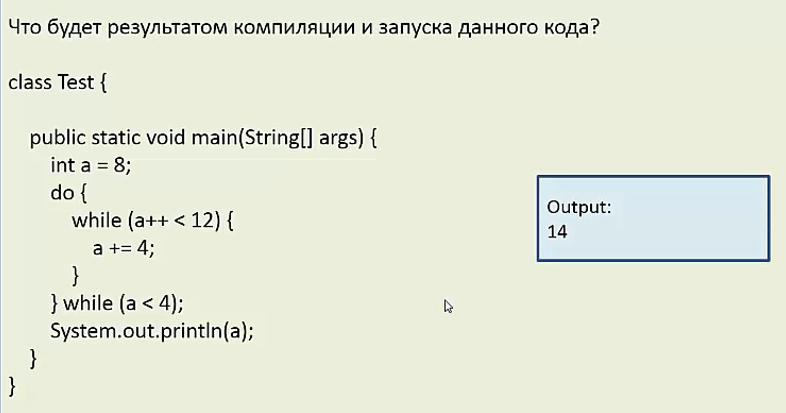 Что будет результатом компиляции и запуска данного кода?
class Test {
public static void main(String[] args) {
int a = 8;
do {
while (a++ < 12) {
a += 4;
}
} while (a < 4);
System.out.println(a);
}
}
Output:
14